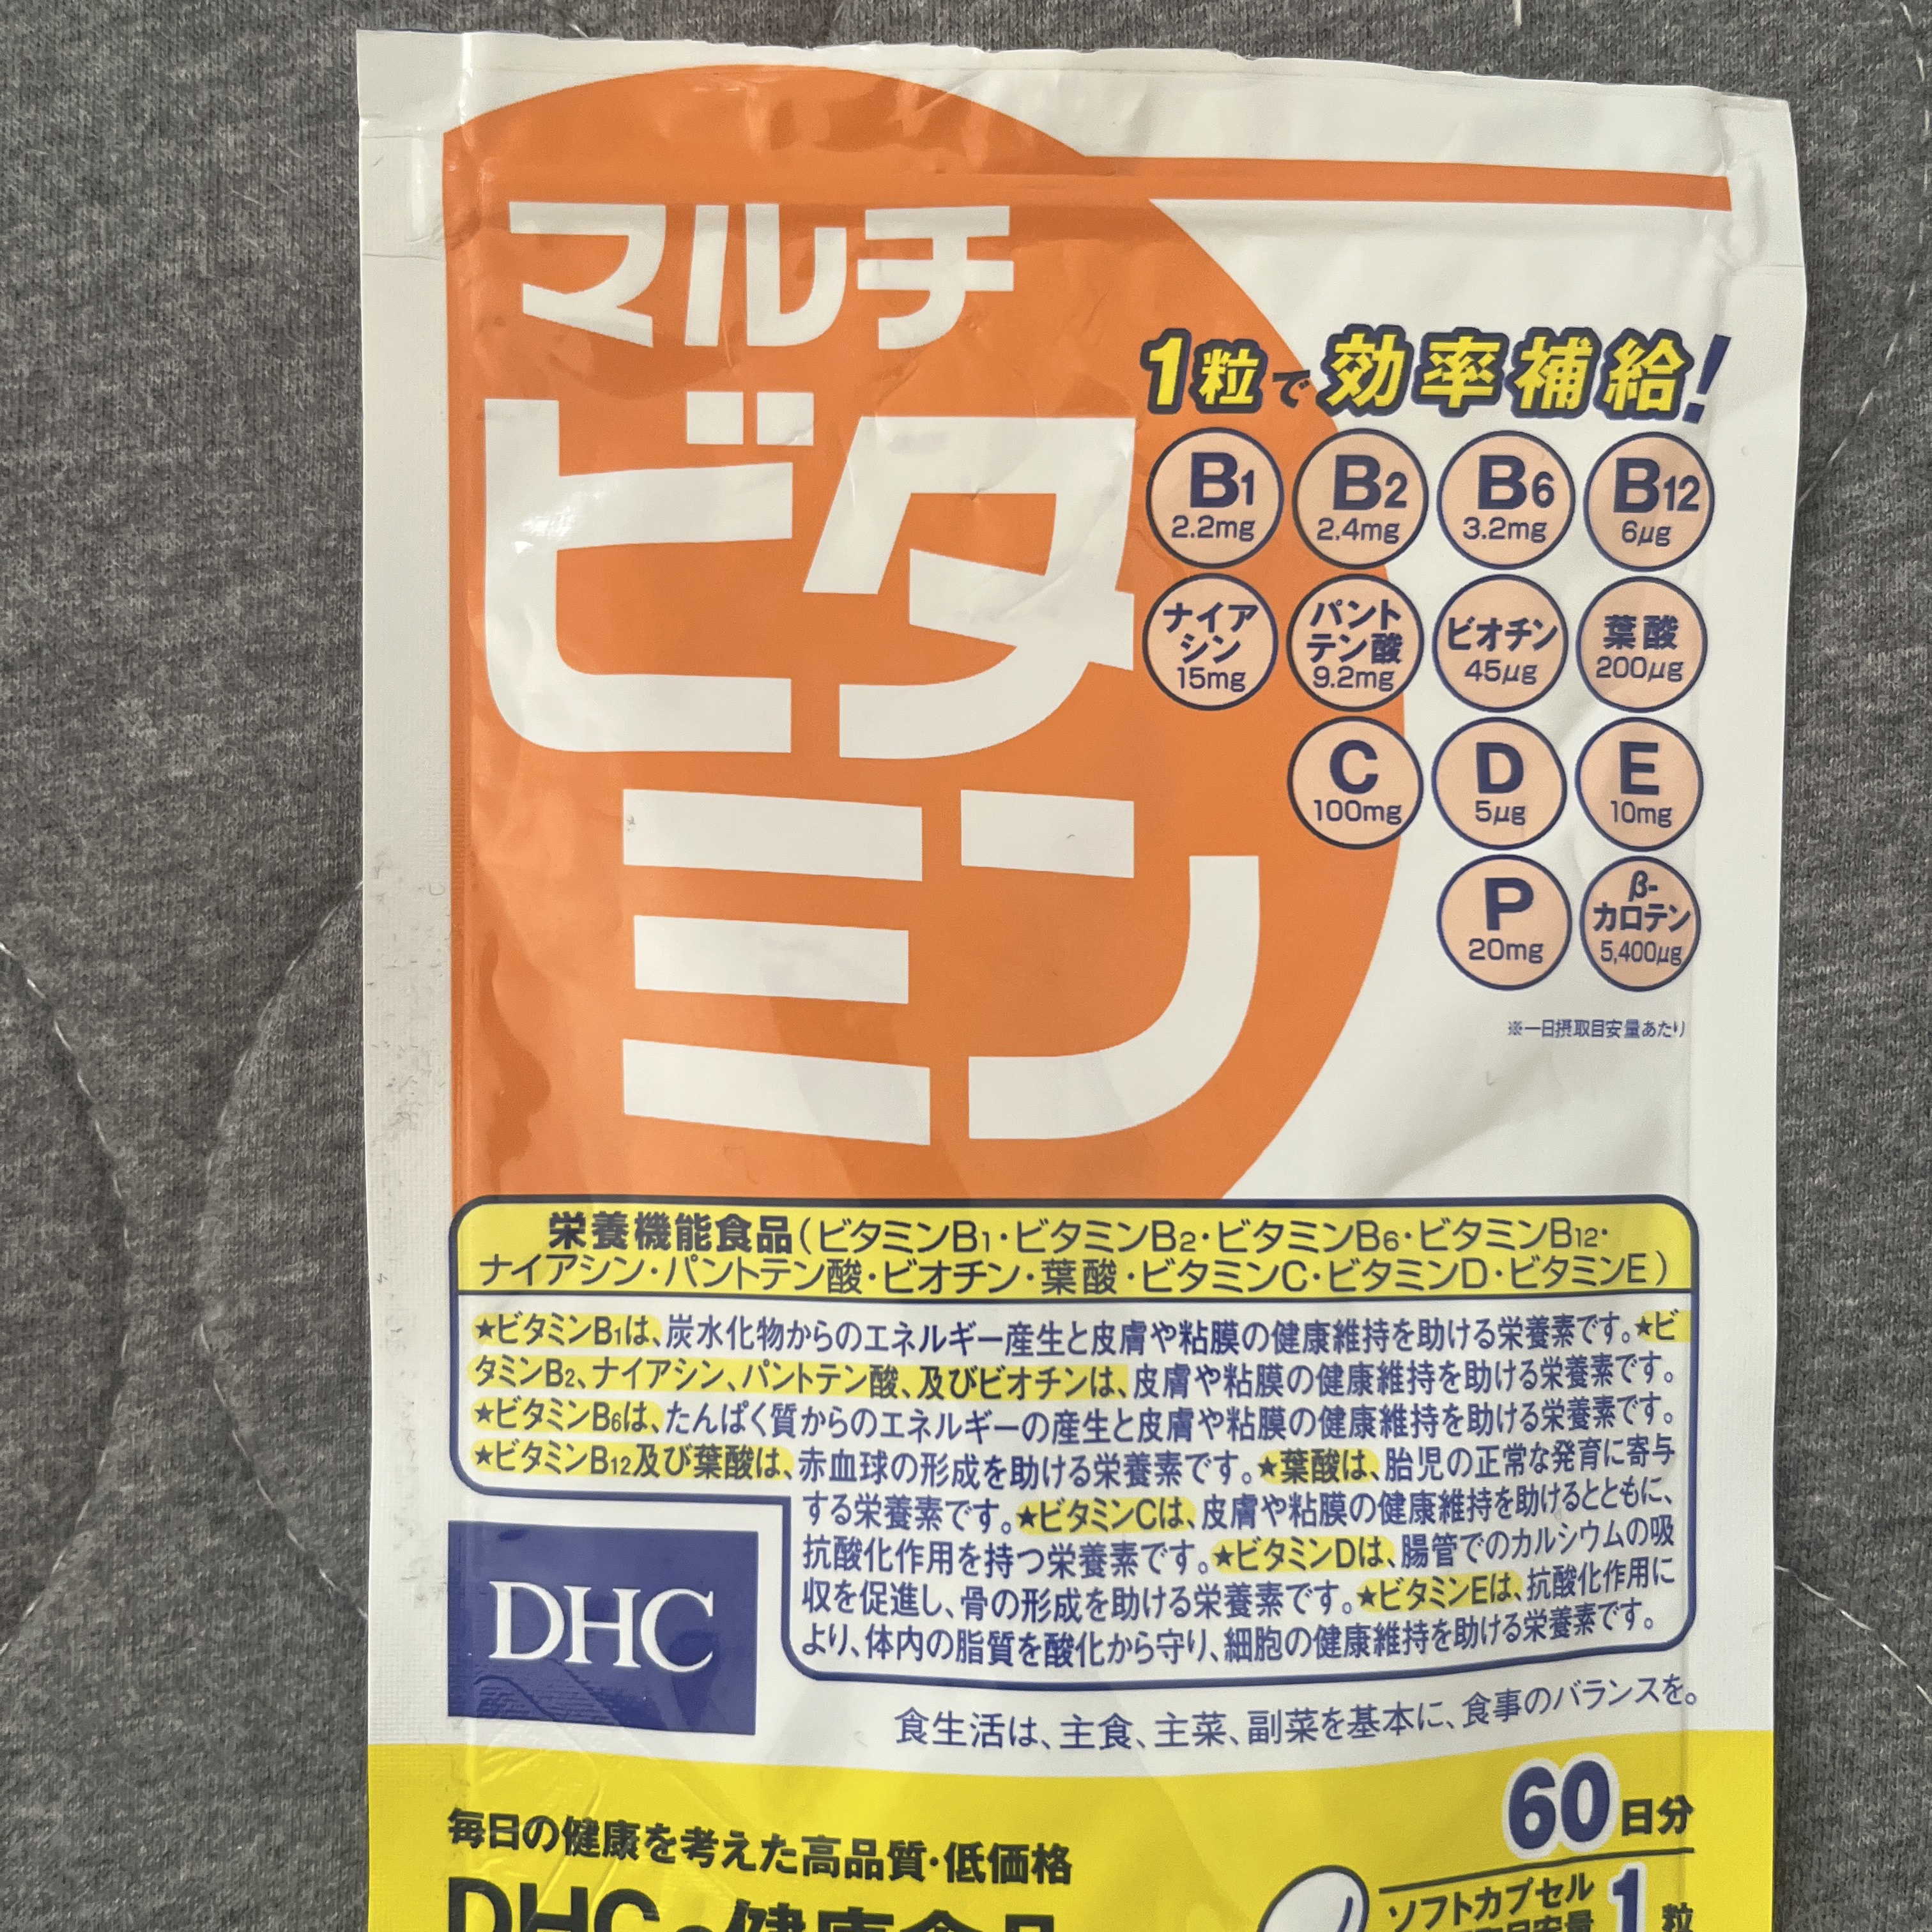 マルチ
ビタ
ミン
1粒で効率補給!
B1
2.2mg
B2
2.4mg
B6
3.2mg
B12
6μg
ナイア
シン
15mg
パント
テン酸
9.2mg
ビオチン
45μg
葉酸
200μg
C
100mg
D
5μg
E
10mg
P
20mg
β-
カロテン
5,400μg
※一日摂取目安量あたり
栄養機能食品(ビタミンB1・ビタミンB2・ビタミンB6・ビタミンB12・
ナイアシン・パントテン酸・ビオチン・葉酸・ビタミンC・ビタミンD・ビタミンE)
★ビタミンB1は、炭水化物からのエネルギー産生と皮膚や粘膜の健康維持を助ける栄養素です。★ビ
タミンB2、ナイアシン、パントテン酸、及びビオチンは、皮膚や粘膜の健康維持を助ける栄養素です。
★ビタミンB6は、たんぱく質からのエネルギーの産生と皮膚や粘膜の健康維持を助ける栄養素です。
★ビタミンB12及び葉酸は、赤血球の形成を助ける栄養素です。★葉酸は、胎児の正常な発育に寄与
する栄養素です。★ビタミンCは、皮膚や粘膜の健康維持を助けるとともに、
抗酸化作用を持つ栄養素です。★ビタミンDは、腸管でのカルシウムの吸
収を促進し、骨の形成を助ける栄養素です。★ビタミンEは、抗酸化作用に
より、体内の脂質を酸化から守り、細胞の健康維持を助ける栄養素です。
DHC
食生活は、主食、主菜、副菜を基本に、食事のバランスを。
60日分
毎日の健康を考えた高品質・低価格
DHCの健康食品
ソフトカプセル
1粒